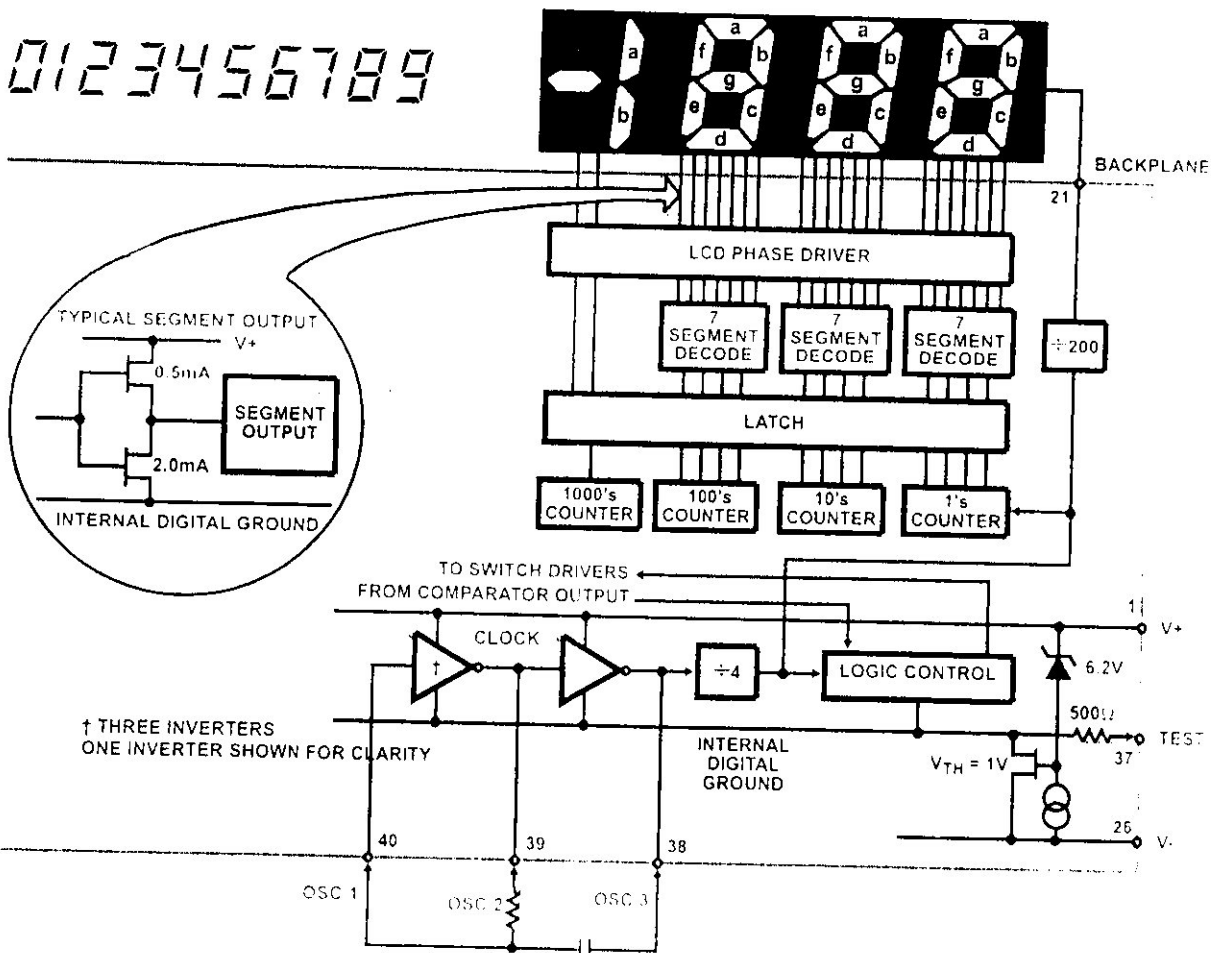 0123456789
a
b
a
f
b
g
e
c
d
a
f
b
g
e
c
d
a
f
b
g
e
c
d
BACKPLANE
21
LCD PHASE DRIVER
TYPICAL SEGMENT OUTPUT
V+
0.5mA
SEGMENT
OUTPUT
2.0mA
INTERNAL DIGITAL GROUND
7
SEGMENT
DECODE
7
SEGMENT
DECODE
7
SEGMENT
DECODE
÷200
LATCH
1000's
COUNTER
100's
COUNTER
10's
COUNTER
1's
COUNTER
TO SWITCH DRIVERS
FROM COMPARATOR OUTPUT
1
V+
CLOCK
†
÷4
LOGIC CONTROL
6.2V
† THREE INVERTERS
ONE INVERTER SHOWN FOR CLARITY
INTERNAL
DIGITAL
GROUND
500Ω
TEST
37
VTH = 1V
26
V-
40
39
38
OSC 1
OSC 2
OSC 3